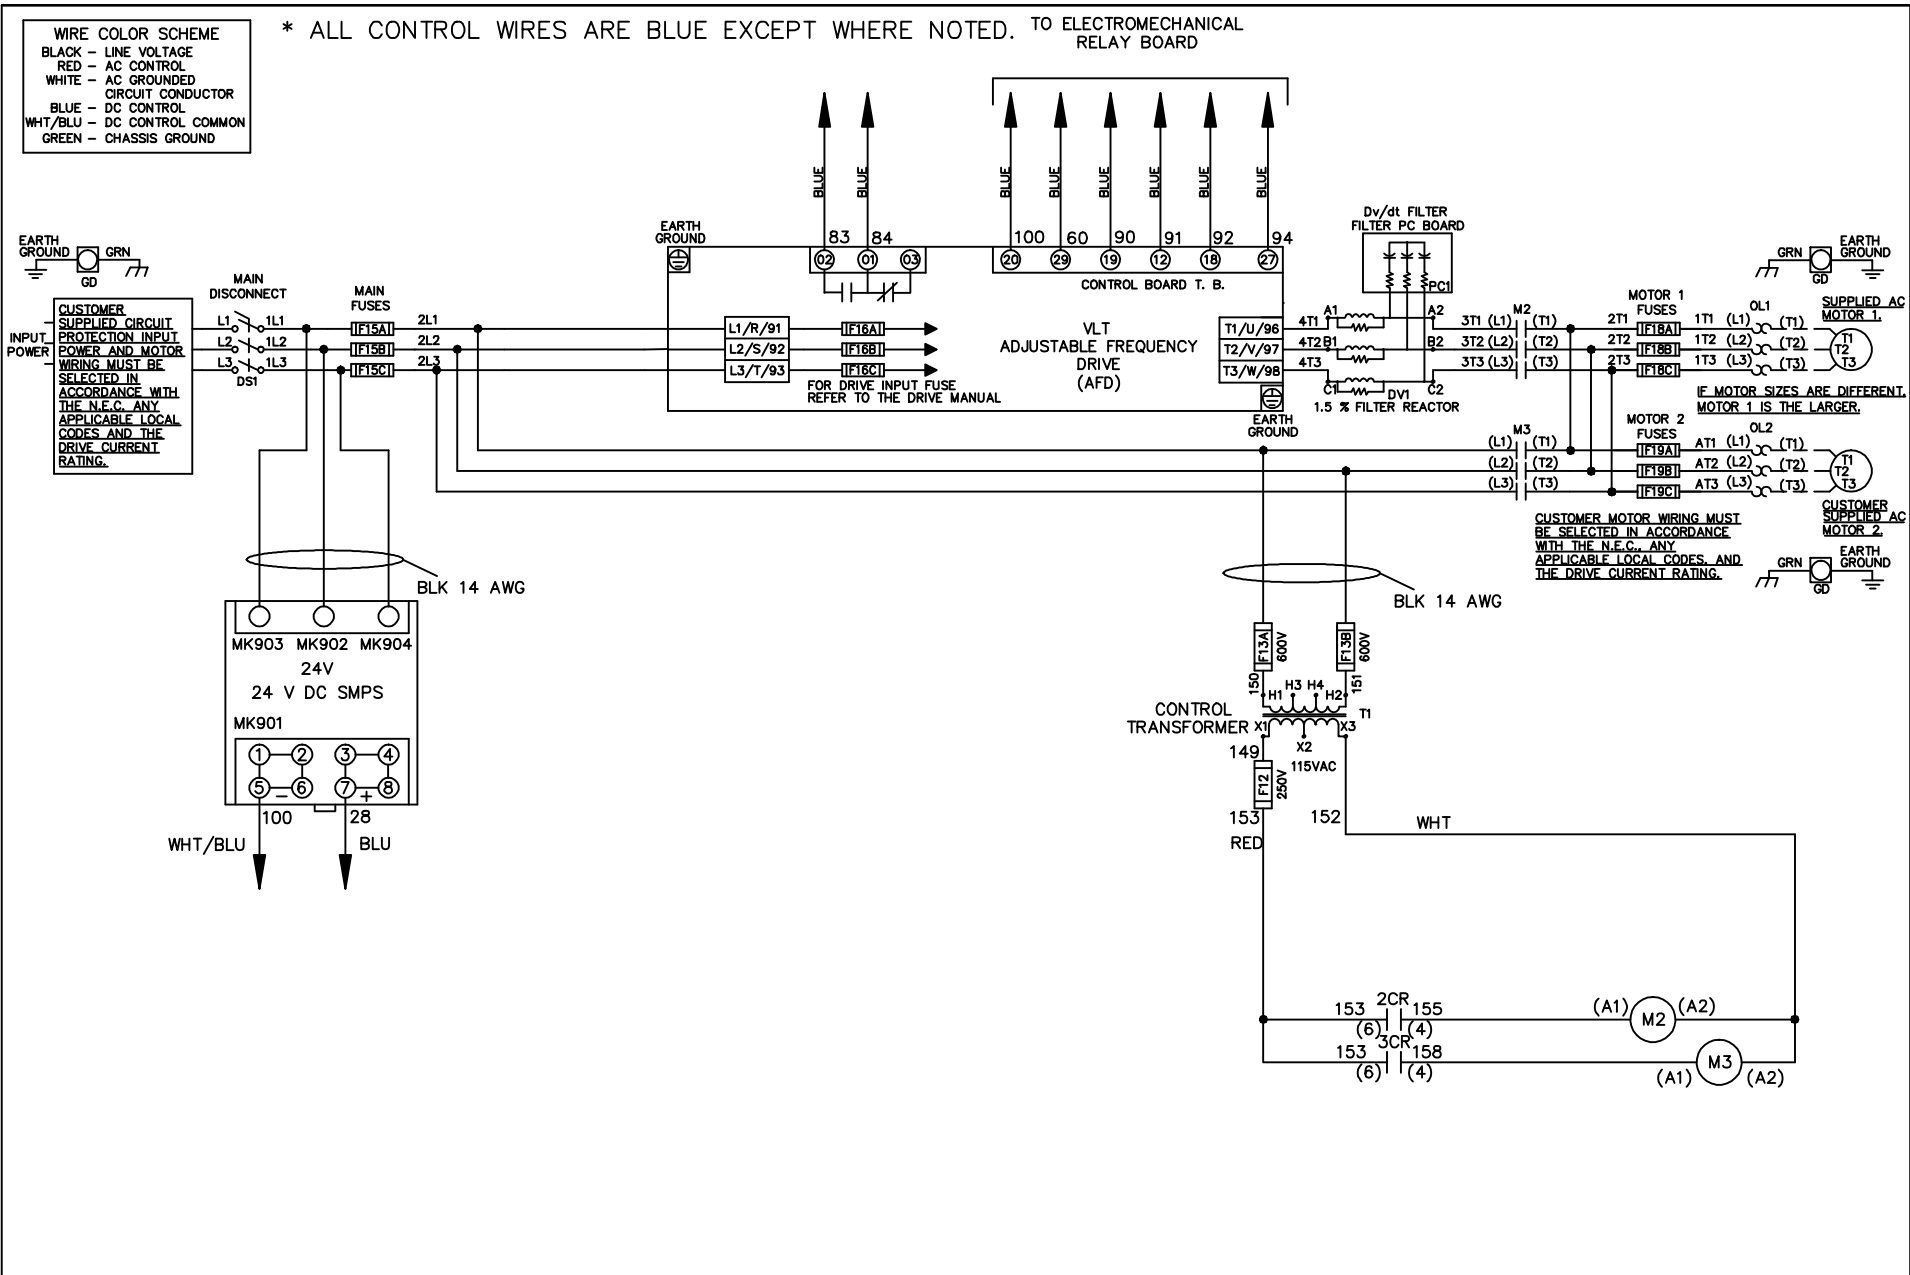 WIRE COLOR SCHEME
BLACK - LINE VOLTAGE
RED - AC CONTROL
WHITE - AC GROUNDED
CIRCUIT CONDUCTOR
BLUE - DC CONTROL
WHT/BLU - DC CONTROL COMMON
GREEN - CHASSIS GROUND
* ALL CONTROL WIRES ARE BLUE EXCEPT WHERE NOTED.
TO ELECTROMECHANICAL
RELAY BOARD
BLUE BLUE BLUE BLUE BLUE BLUE BLUE BLUE
83 84 100 60 90 91 92 94
02 01 03 20 29 19 12 18 27
CONTROL BOARD T. B.
EARTH
GROUND
EARTH
GROUND
GRN
GD
INPUT
POWER
CUSTOMER
SUPPLIED CIRCUIT
PROTECTION INPUT
POWER AND MOTOR
WIRING MUST BE
SELECTED IN
ACCORDANCE WITH
THE N.E.C. ANY
APPLICABLE LOCAL
CODES AND THE
DRIVE CURRENT
RATING.
MAIN
DISCONNECT
L1 1L1
L2 1L2
L3 1L3
DS1
MAIN
FUSES
F15A 2L1
F15B 2L2
F15C 2L3
L1/R/91 F16A
L2/S/92 F16B
L3/T/93 F16C
FOR DRIVE INPUT FUSE
REFER TO THE DRIVE MANUAL
VLT
ADJUSTABLE FREQUENCY
DRIVE
(AFD)
T1/U/96 4T1
T2/V/97 4T2
T3/W/98 4T3
EARTH
GROUND
Dv/dt FILTER
FILTER PC BOARD
PC1
A1 A2
B1 B2
C1 C2
DV1
1.5 % FILTER REACTOR
M2
3T1 (L1) (T1)
3T2 (L2) (T2)
3T3 (L3) (T3)
MOTOR 1
FUSES
2T1 F18A 1T1 (L1) (T1)
2T2 F18B 1T2 (L2) (T2)
2T3 F18C 1T3 (L3) (T3)
OL1
GRN
GD
EARTH
GROUND
SUPPLIED AC
MOTOR 1.
T1
T2
T3
IF MOTOR SIZES ARE DIFFERENT,
MOTOR 1 IS THE LARGER.
M3
(L1) (T1)
(L2) (T2)
(L3) (T3)
MOTOR 2
FUSES
F19A AT1 (L1) (T1)
F19B AT2 (L2) (T2)
F19C AT3 (L3) (T3)
OL2
T1
T2
T3
CUSTOMER
SUPPLIED AC
MOTOR 2.
CUSTOMER MOTOR WIRING MUST
BE SELECTED IN ACCORDANCE
WITH THE N.E.C., ANY
APPLICABLE LOCAL CODES, AND
THE DRIVE CURRENT RATING.
GRN
GD
EARTH
GROUND
BLK 14 AWG
MK903 MK902 MK904
24V
24 V DC SMPS
MK901
1 2 3 4
5 - 6 7 + 8
100 28
WHT/BLU BLU
BLK 14 AWG
F13A
600V
F13B
600V
150 151
H1 H3 H4 H2
CONTROL
TRANSFORMER
T1
X1 X2 X3
149
115VAC
F12
250V
153
RED
152
WHT
153 2CR 155
(6) (4)
(A1) M2 (A2)
153 3CR 158
(6) (4)
(A1) M3 (A2)